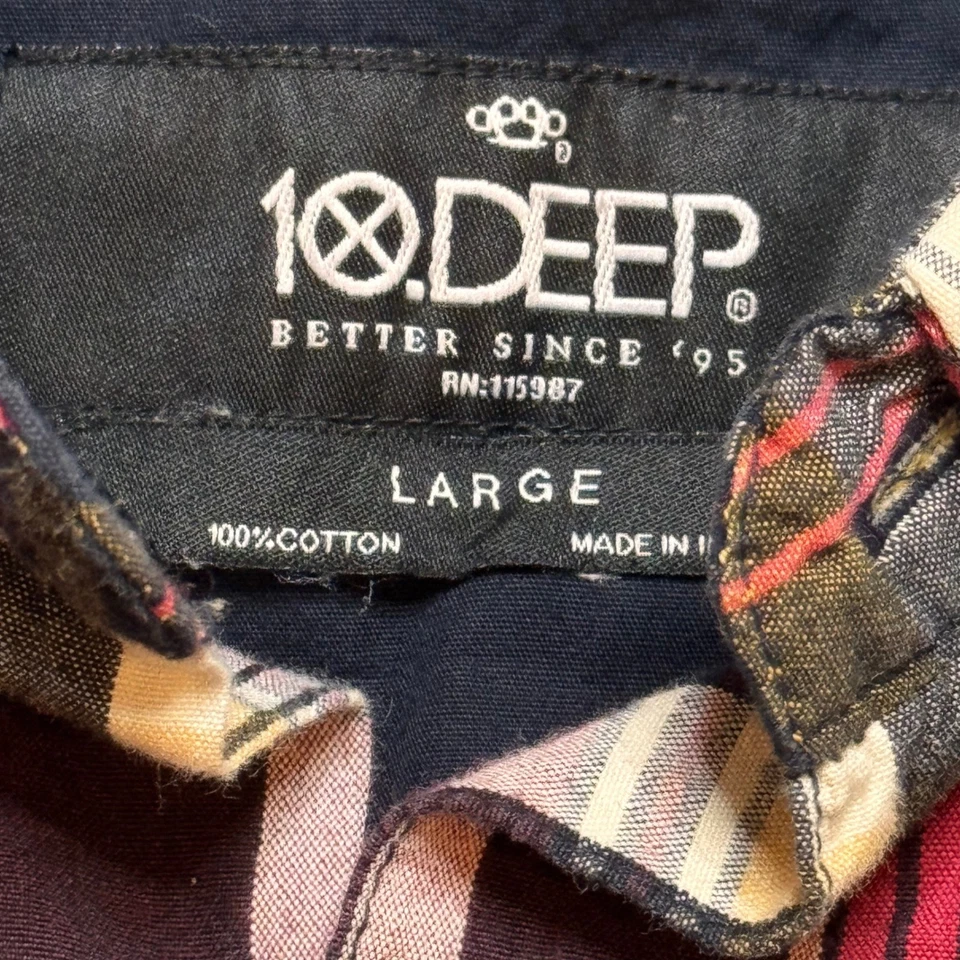 10.DEEP®
BETTER SINCE '95
RN:115987
LARGE
100%COTTON MADE IN